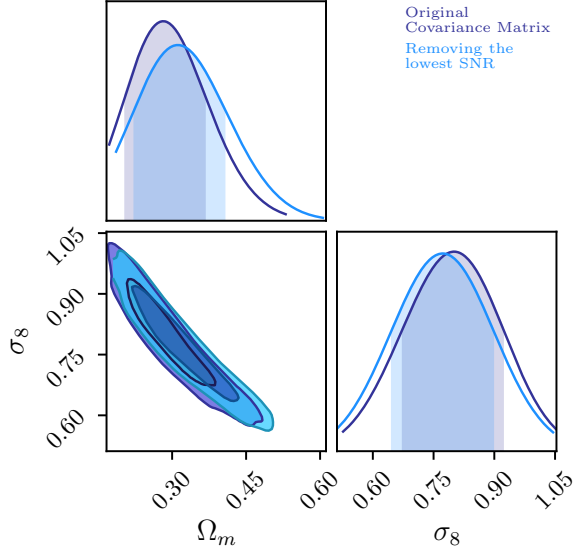 Original
Covariance Matrix
Removing the
lowest SNR
1.05
0.90
0.75
0.60
σ8
0.30
0.45
0.60
Ωm
0.60
0.75
0.90
1.05
σ8